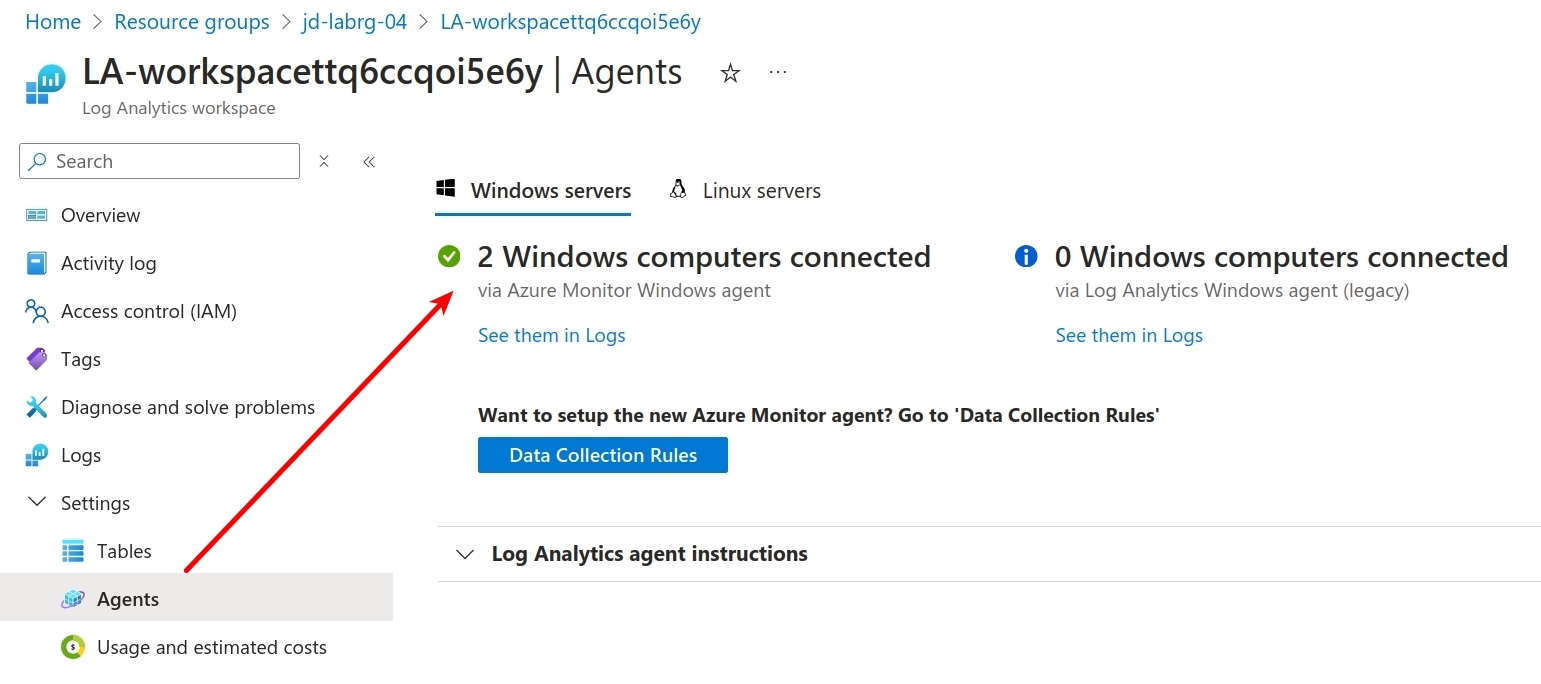 Home > Resource groups > jd-labrg-04 > LA-workspacettq6ccqoi5e6y
LA-workspacettq6ccqoi5e6y | Agents
Log Analytics workspace
Search
Overview
Activity log
Access control (IAM)
Tags
Diagnose and solve problems
Logs
Settings
Tables
Agents
Usage and estimated costs
Windows servers
Linux servers
2 Windows computers connected
via Azure Monitor Windows agent
See them in Logs
0 Windows computers connected
via Log Analytics Windows agent (legacy)
See them in Logs
Want to setup the new Azure Monitor agent? Go to 'Data Collection Rules'
Data Collection Rules
Log Analytics agent instructions